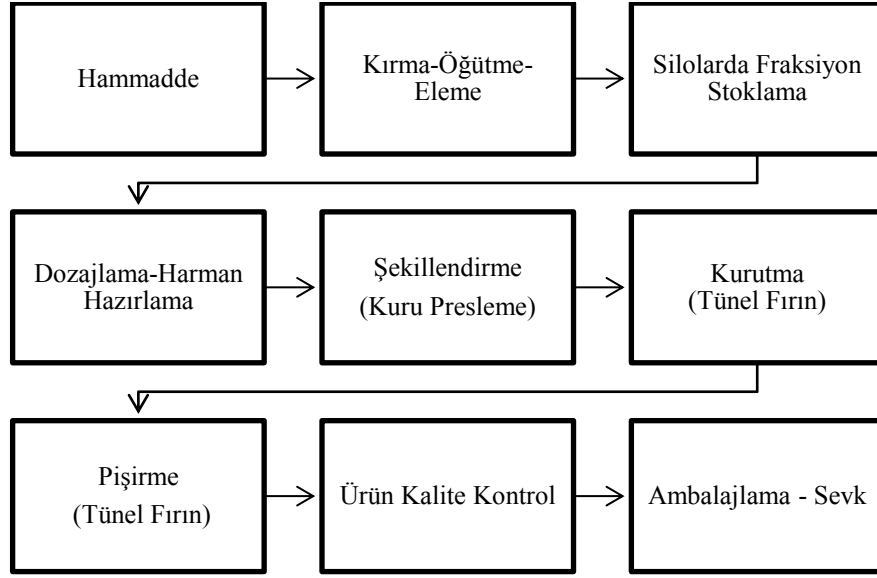 Hammadde
Kırma-Öğütme-
Eleme
Silolarda Fraksiyon
Stoklama
Dozajlama-Harman
Hazırlama
Şekillendirme
(Kuru Presleme)
Kurutma
(Tünel Fırın)
Pişirme
(Tünel Fırın)
Ürün Kalite Kontrol
Ambalajlama - Sevk